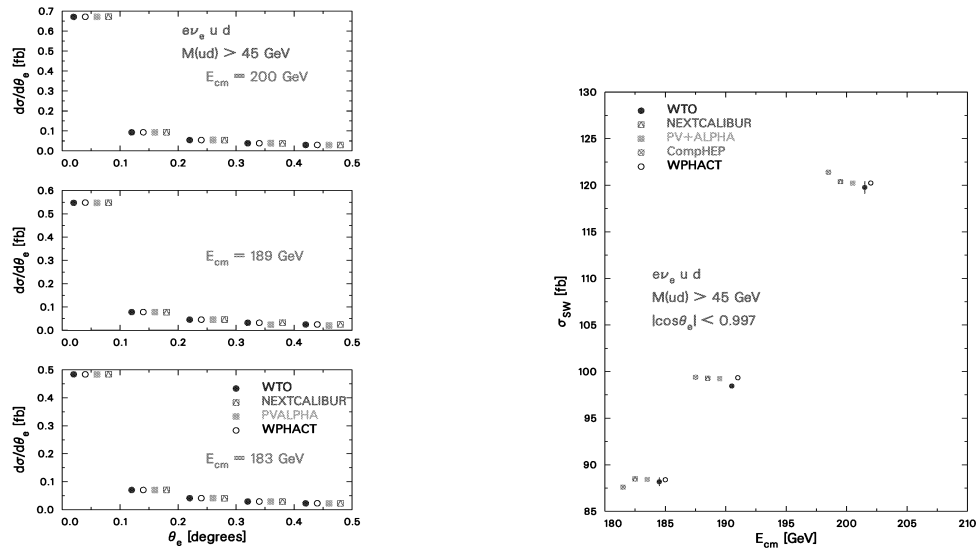 0.7
0.6
0.5
0.4
0.3
0.2
0.1
0.0
dσ/dθe [fb]
eνe u d
M(ud) > 45 GeV
Ecm = 200 GeV
0.0 0.1 0.2 0.3 0.4 0.5
0.6
0.5
0.4
0.3
0.2
0.1
0.0
dσ/dθe [fb]
Ecm = 189 GeV
0.0 0.1 0.2 0.3 0.4 0.5
0.5
0.4
0.3
0.2
0.1
0.0
dσ/dθe [fb]
WTO
NEXTCALIBUR
PVALPHA
WPHACT
Ecm = 183 GeV
0.0 0.1 0.2 0.3 0.4 0.5
θe [degrees]
130
125
120
115
110
105
100
95
90
85
σSW [fb]
WTO
NEXTCALIBUR
PV+ALPHA
CompHEP
WPHACT
eνe u d
M(ud) > 45 GeV
|cosθe| < 0.997
180 185 190 195 200 205 210
Ecm [GeV]